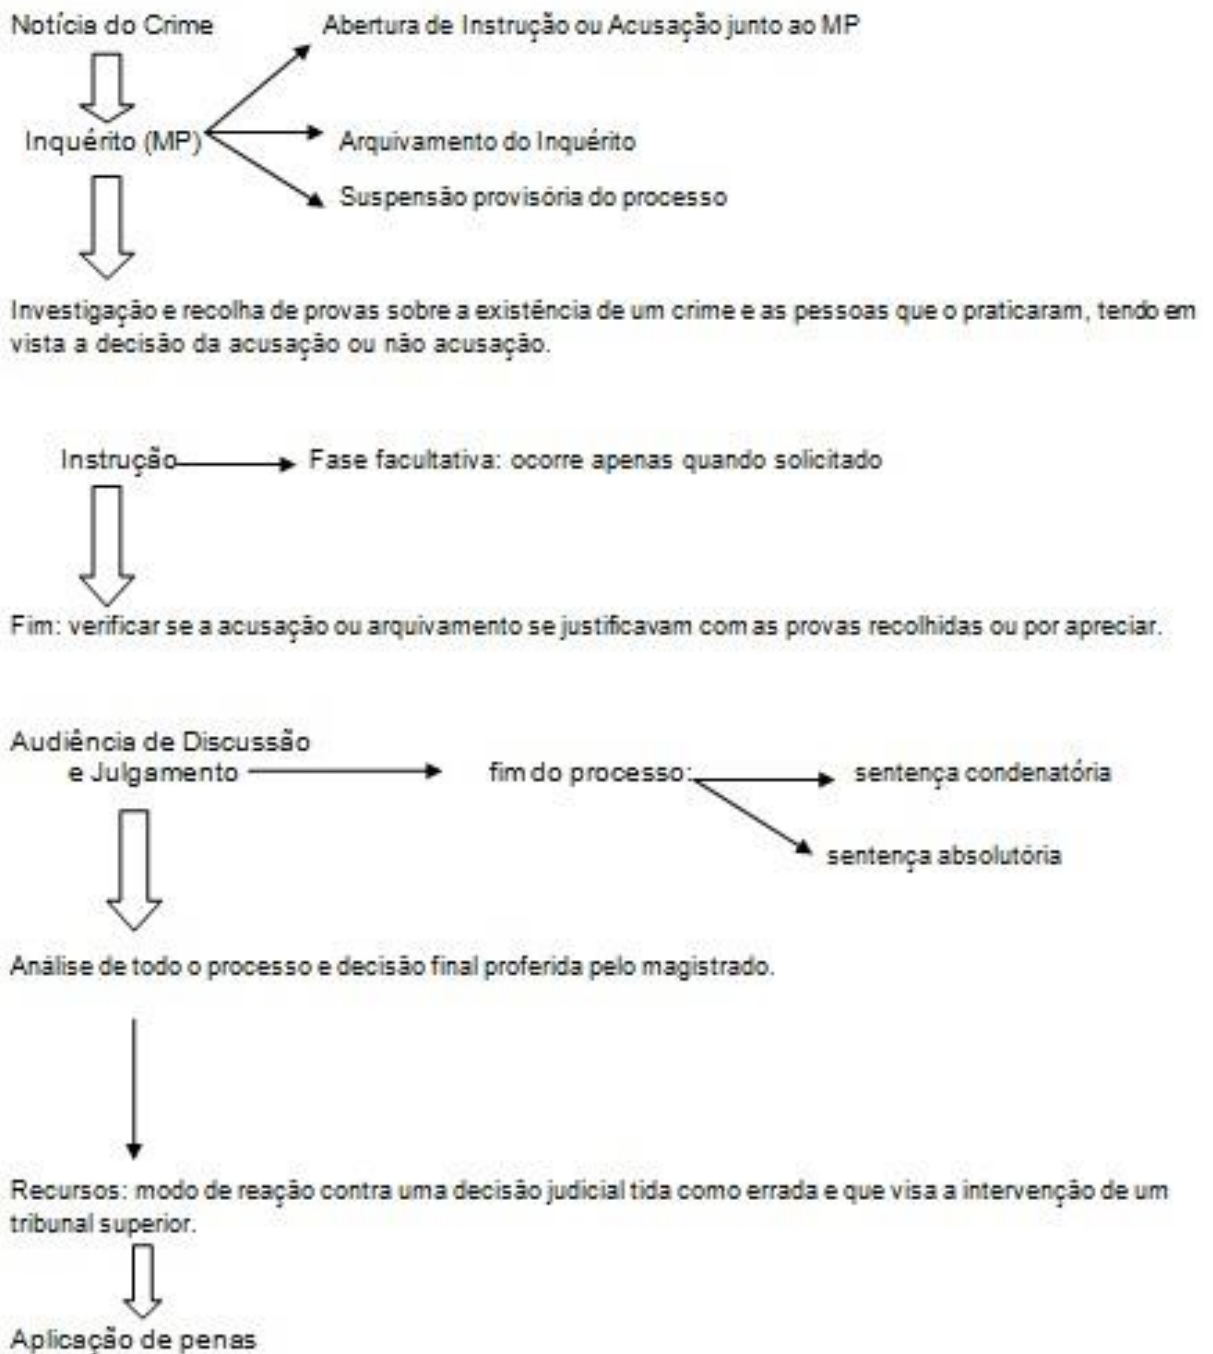 Notícia do Crime
Abertura de Instrução ou Acusação junto ao MP
Inquérito (MP)
Arquivamento do Inquérito
Suspensão provisória do processo
Investigação e recolha de provas sobre a existência de um crime e as pessoas que o praticaram, tendo em
vista a decisão da acusação ou não acusação.
Instrução
Fase facultativa: ocorre apenas quando solicitado
Fim: verificar se a acusação ou arquivamento se justificavam com as provas recolhidas ou por apreciar.
Audiência de Discussão
e Julgamento
fim do processo:
sentença condenatória
sentença absolutória
Análise de todo o processo e decisão final proferida pelo magistrado.
Recursos: modo de reação contra uma decisão judicial tida como errada e que visa a intervenção de um
tribunal superior.
Aplicação de penas